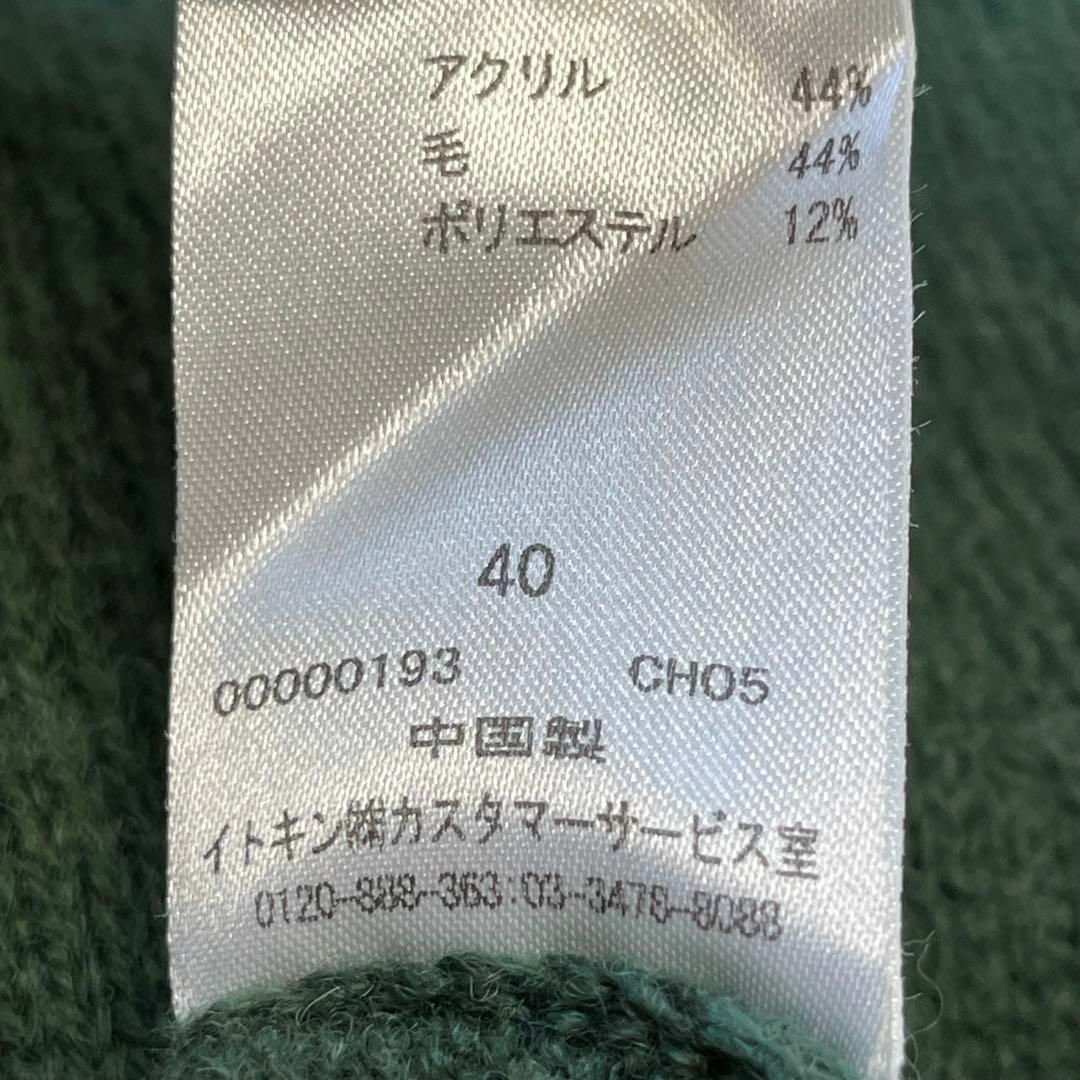 アクリル 44%
毛 44%
ポリエステル 12%
40
00000193 CH05
中国製
イトキン㈱カスタマーサービス室
0120-888-363:03-3478-8088